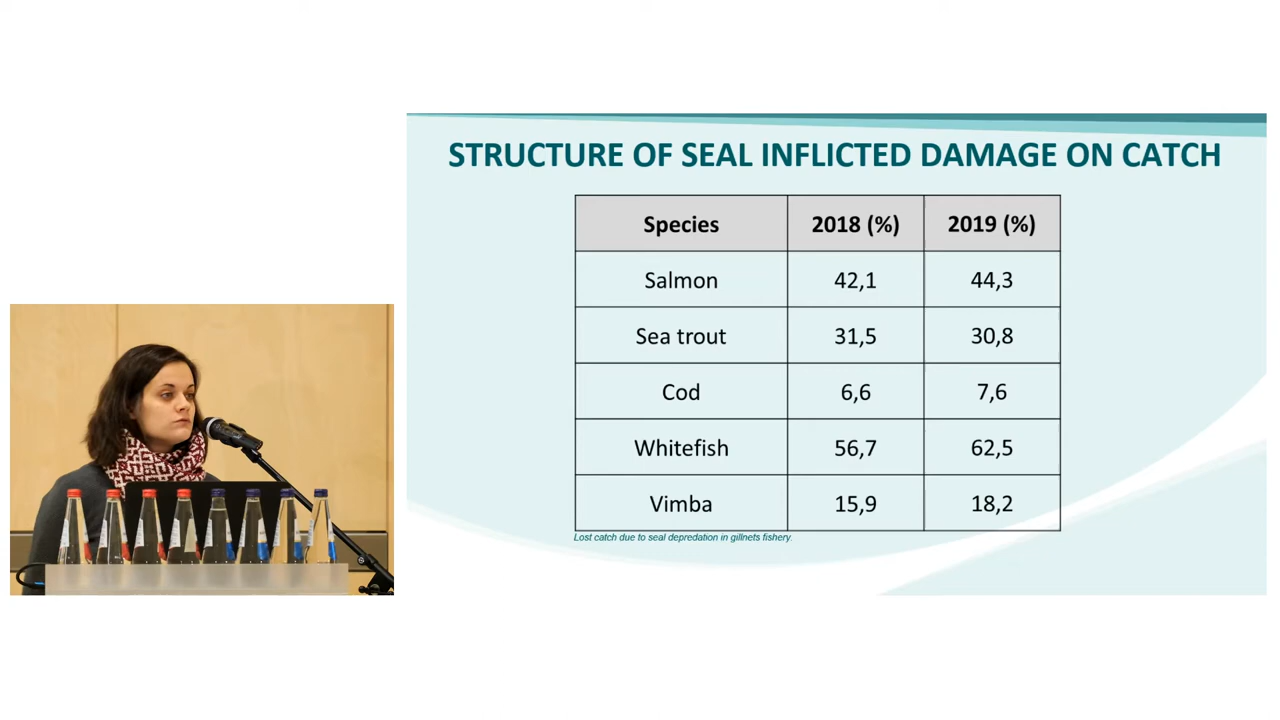 STRUCTURE OF SEAL INFLICTED DAMAGE ON CATCH
Species 2018 (%) 2019 (%)
Salmon 42,1 44,3
Sea trout 31,5 30,8
Cod 6,6 7,6
Whitefish 56,7 62,5
Vimba 15,9 18,2
Lost catch due to seal depredation in gillnets fishery.